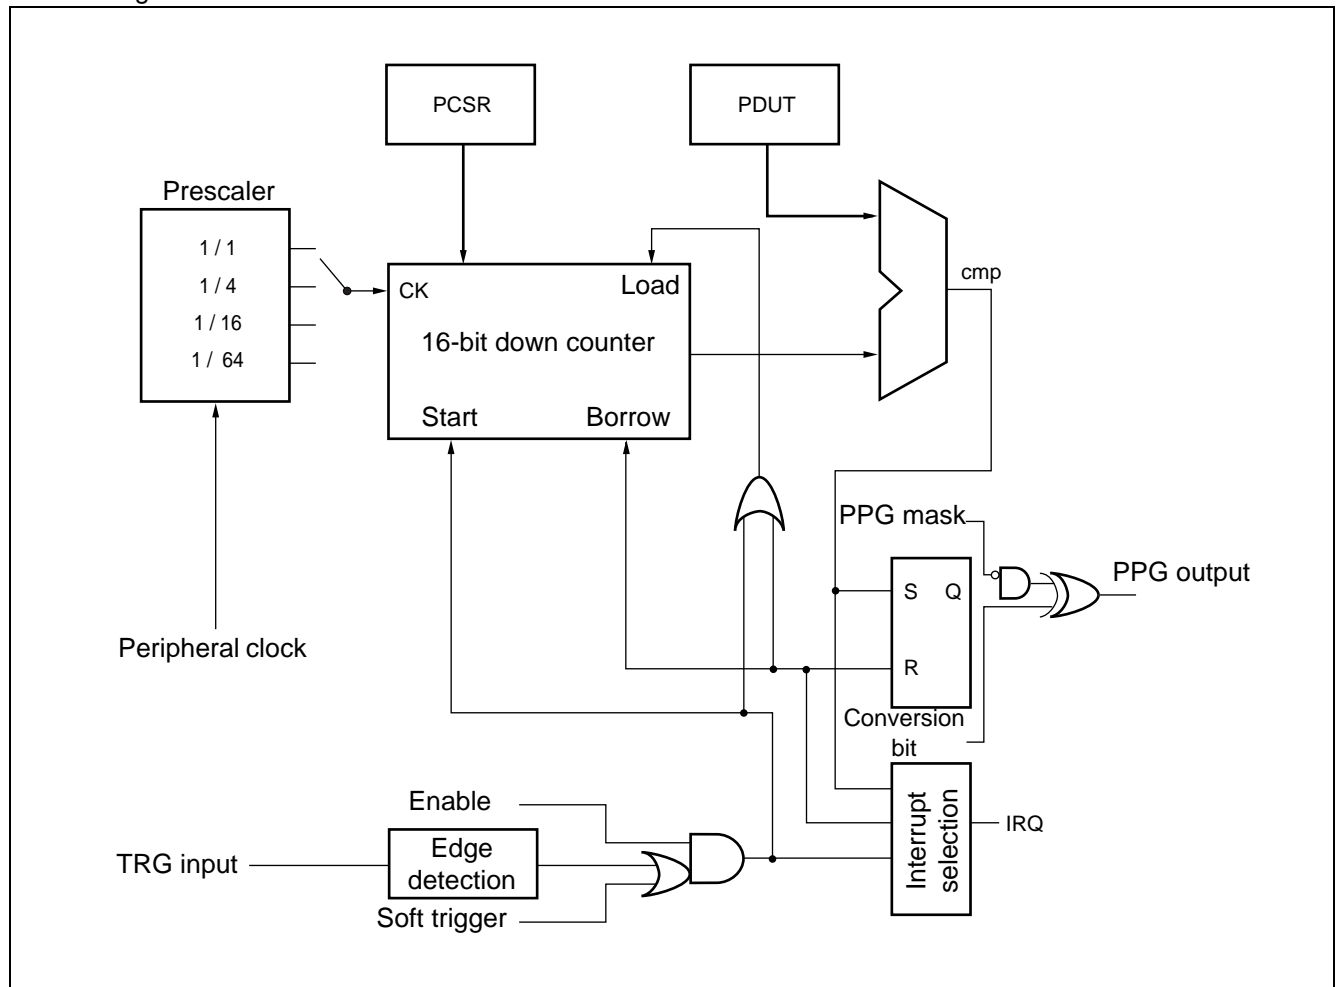 PCSR
PDUT
Prescaler
1 / 1
1 / 4
1 / 16
1 / 64
CK
Load
16-bit down counter
Start
Borrow
cmp
PPG mask
S
Q
R
PPG output
Peripheral clock
Conversion
bit
Enable
TRG input
Edge
detection
Soft trigger
Interrupt
selection
IRQ